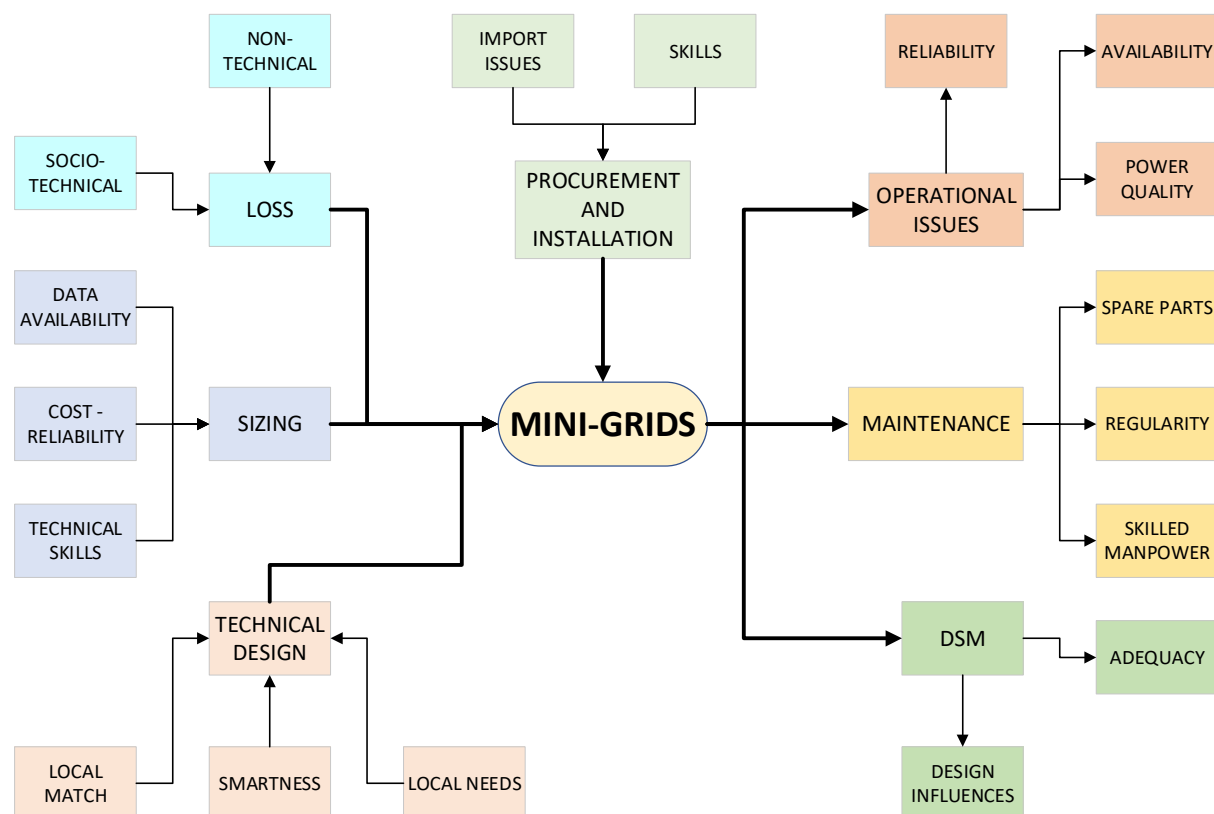 NON-
TECHNICAL
IMPORT
ISSUES
SKILLS
RELIABILITY
AVAILABILITY
SOCIO-
TECHNICAL
LOSS
PROCUREMENT
AND
INSTALLATION
OPERATIONAL
ISSUES
POWER
QUALITY
DATA
AVAILABILITY
SPARE PARTS
COST -
RELIABILITY
SIZING
MINI-GRIDS
MAINTENANCE
REGULARITY
TECHNICAL
SKILLS
SKILLED
MANPOWER
TECHNICAL
DESIGN
DSM
ADEQUACY
LOCAL
MATCH
SMARTNESS
LOCAL NEEDS
DESIGN
INFLUENCES